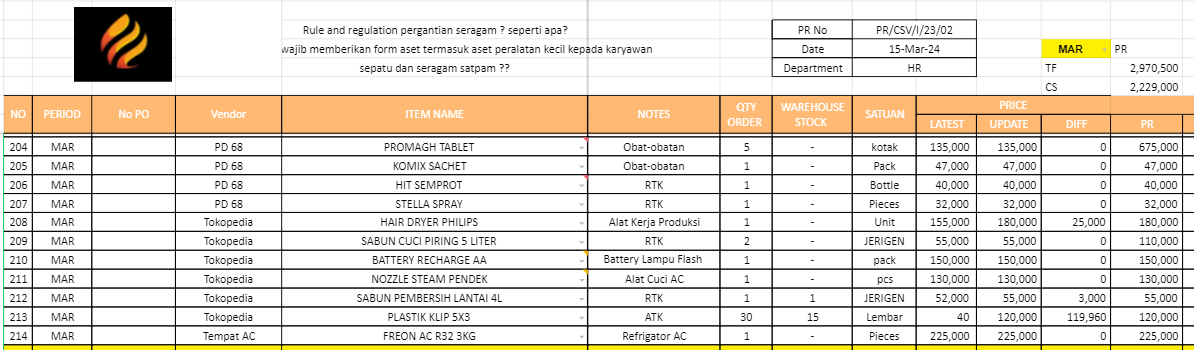 Rule and regulation pergantian seragam ? seperti apa? PR No PR/CSV/I/23/02
wajib memberikan form aset termasuk aset peralatan kecil kepada karyawan Date 15-Mar-24 MAR PR
sepatu dan seragam satpam ?? Department HR TF 2,970,500
CS 2,229,000
NO PERIOD No PO Vendor ITEM NAME NOTES QTY ORDER WAREHOUSE STOCK SATUAN PRICE
LATEST UPDATE DIFF PR
204 MAR PD 68 PROMAGH TABLET Obat-obatan 5 - kotak 135,000 135,000 0 675,000
205 MAR PD 68 KOMIX SACHET Obat-obatan 1 - Pack 47,000 47,000 0 47,000
206 MAR PD 68 HIT SEMPROT RTK 1 - Bottle 40,000 40,000 0 40,000
207 MAR PD 68 STELLA SPRAY RTK 1 - Pieces 32,000 32,000 0 32,000
208 MAR Tokopedia HAIR DRYER PHILIPS Alat Kerja Produksi 1 - Unit 155,000 180,000 25,000 180,000
209 MAR Tokopedia SABUN CUCI PIRING 5 LITER RTK 2 - JERIGEN 55,000 55,000 0 110,000
210 MAR Tokopedia BATTERY RECHARGE AA Battery Lampu Flash 1 - pack 150,000 150,000 0 150,000
211 MAR Tokopedia NOZZLE STEAM PENDEK Alat Cuci AC 1 - pcs 130,000 130,000 0 130,000
212 MAR Tokopedia SABUN PEMBERSIH LANTAI 4L RTK 1 1 JERIGEN 52,000 55,000 3,000 55,000
213 MAR Tokopedia PLASTIK KLIP 5X3 ATK 30 15 Lembar 40 120,000 119,960 120,000
214 MAR Tempat AC FREON AC R32 3KG Refrigator AC 1 - Pieces 225,000 225,000 0 225,000